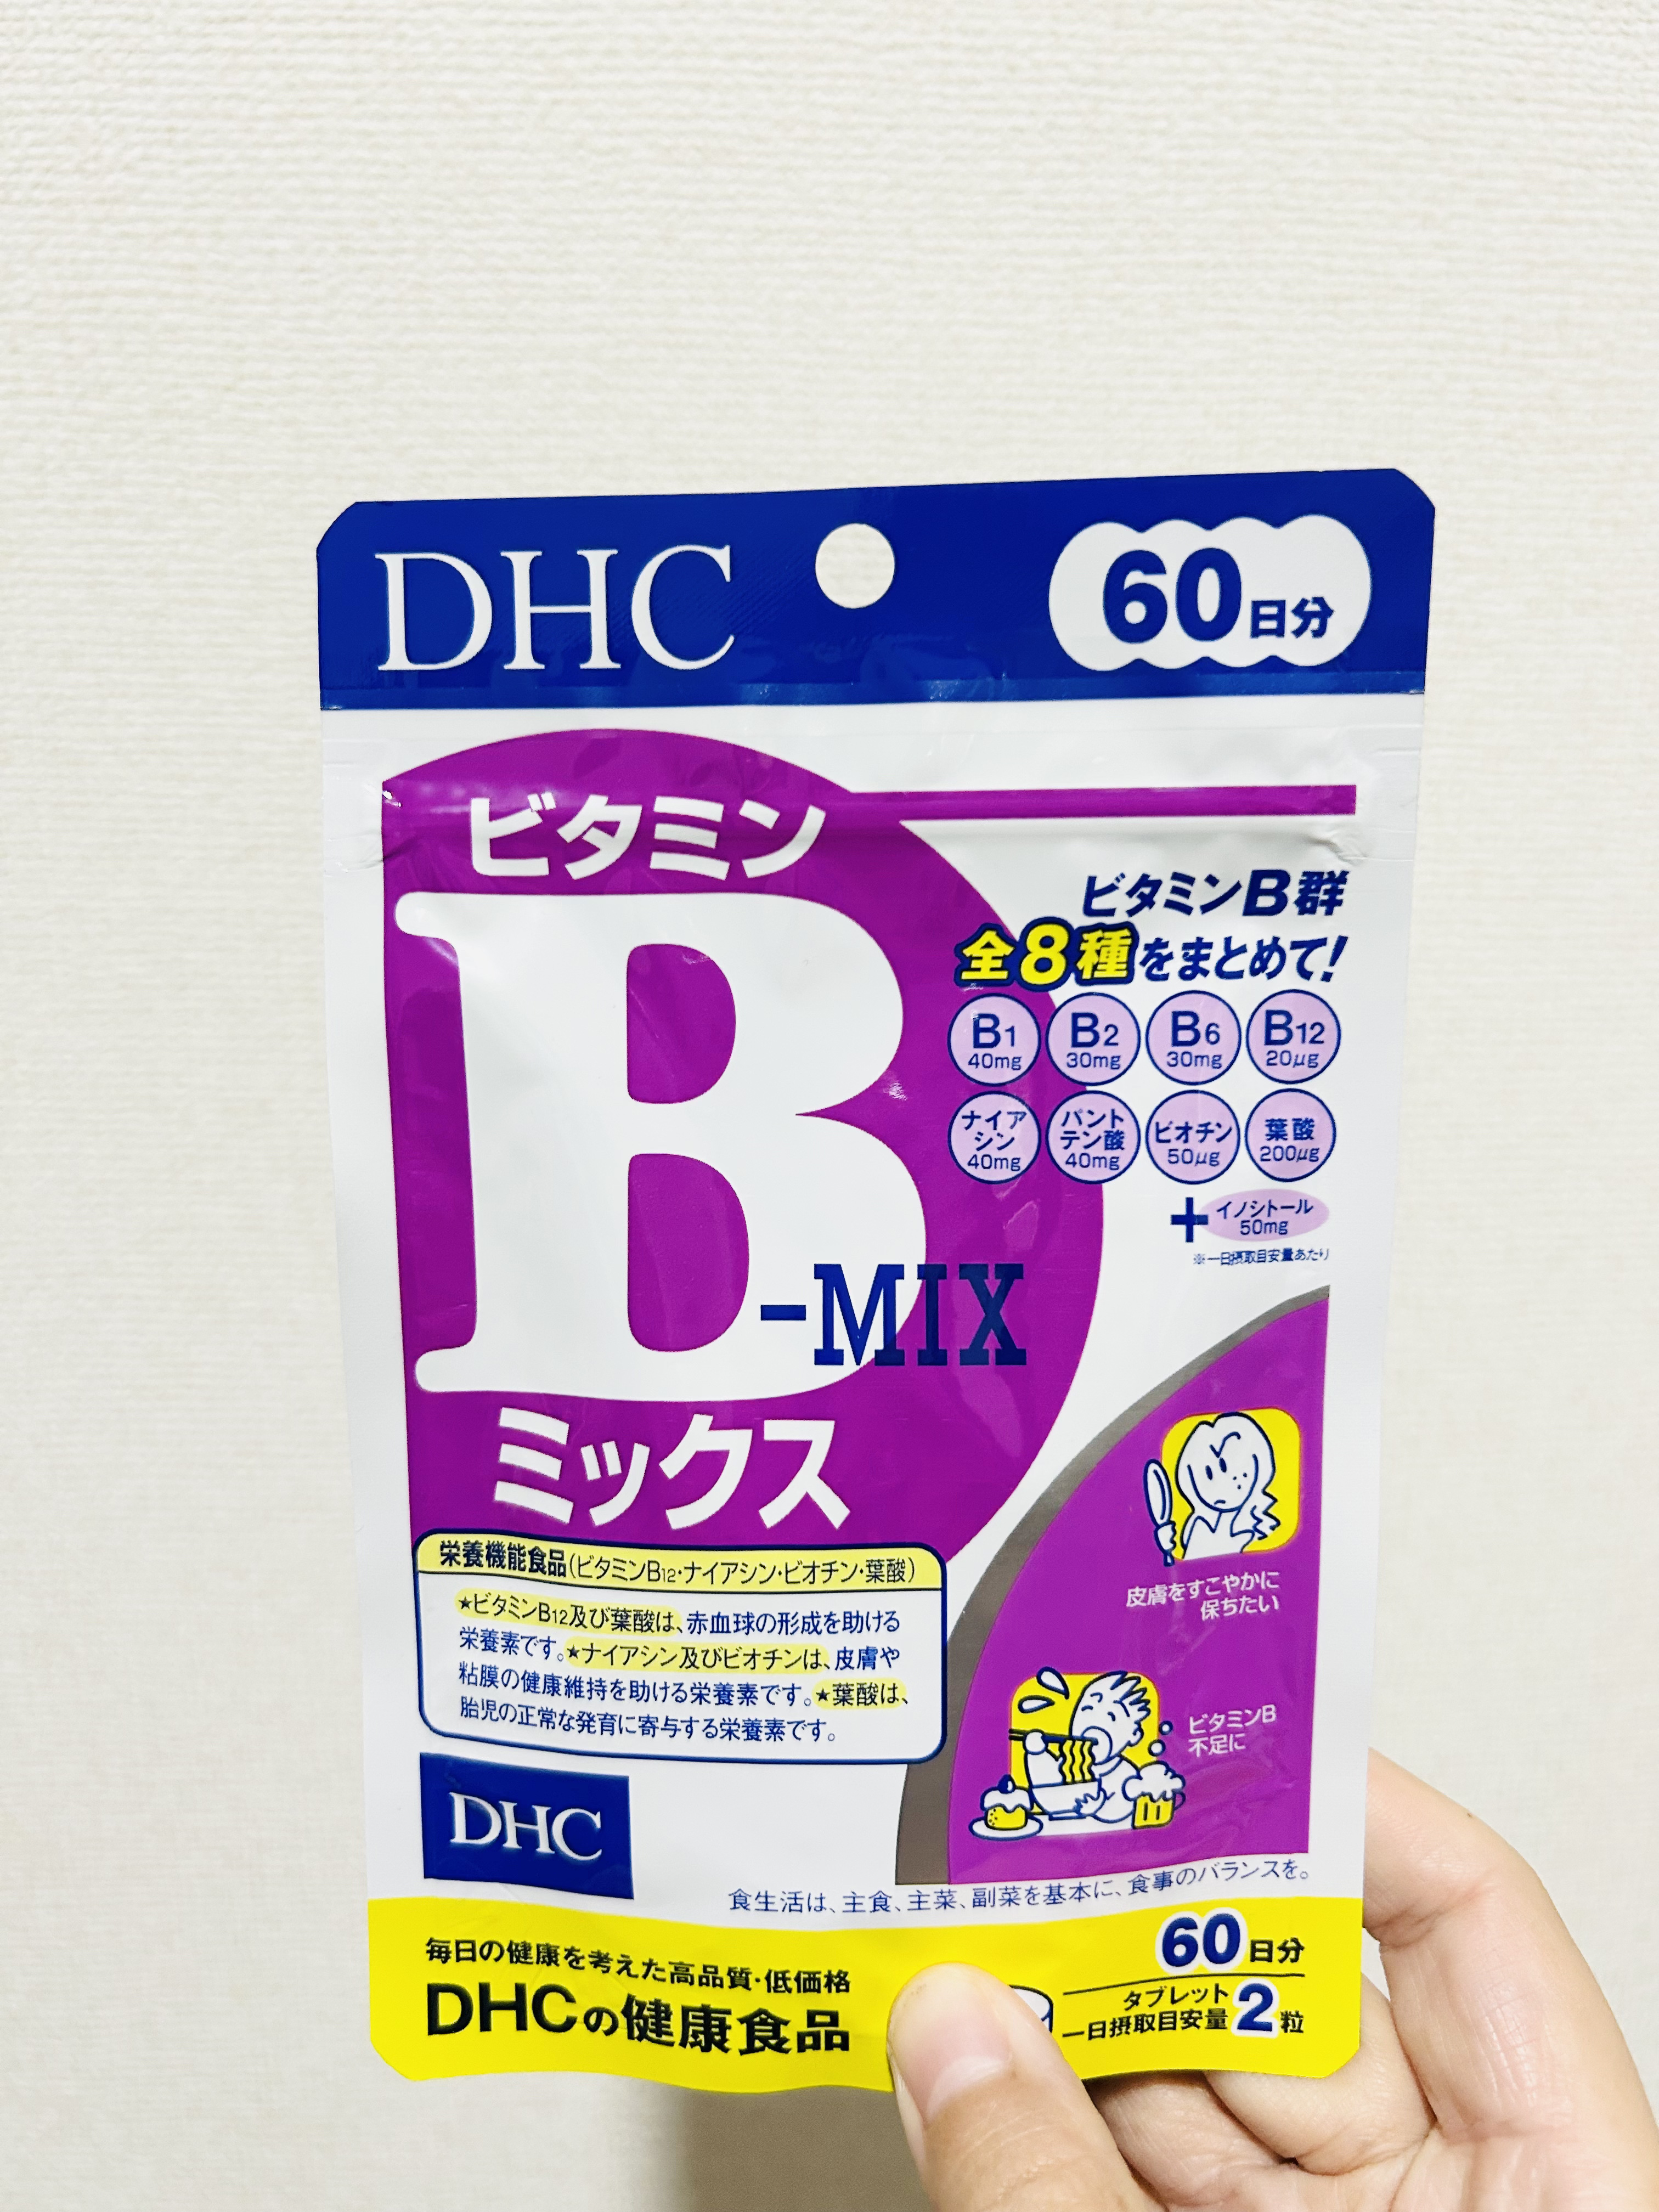 DHC
60日分
ビタミン
B
-MIX
ミックス
ビタミンB群
全8種をまとめて!
B1 40mg
B2 30mg
B6 30mg
B12 20μg
ナイアシン 40mg
パントテン酸 40mg
ビオチン 50μg
葉酸 200μg
+イノシトール 50mg
※一日摂取目安量あたり
皮膚をすこやかに
保ちたい
ビタミンB
不足に
栄養機能食品(ビタミンB12・ナイアシン・ビオチン・葉酸)
★ビタミンB12及び葉酸は、赤血球の形成を助ける
栄養素です。★ナイアシン及びビオチンは、皮膚や
粘膜の健康維持を助ける栄養素です。★葉酸は、
胎児の正常な発育に寄与する栄養素です。
DHC
食生活は、主食、主菜、副菜を基本に、食事のバランスを。
毎日の健康を考えた高品質・低価格
DHCの健康食品
60日分
タブレット
一日摂取目安量 2粒